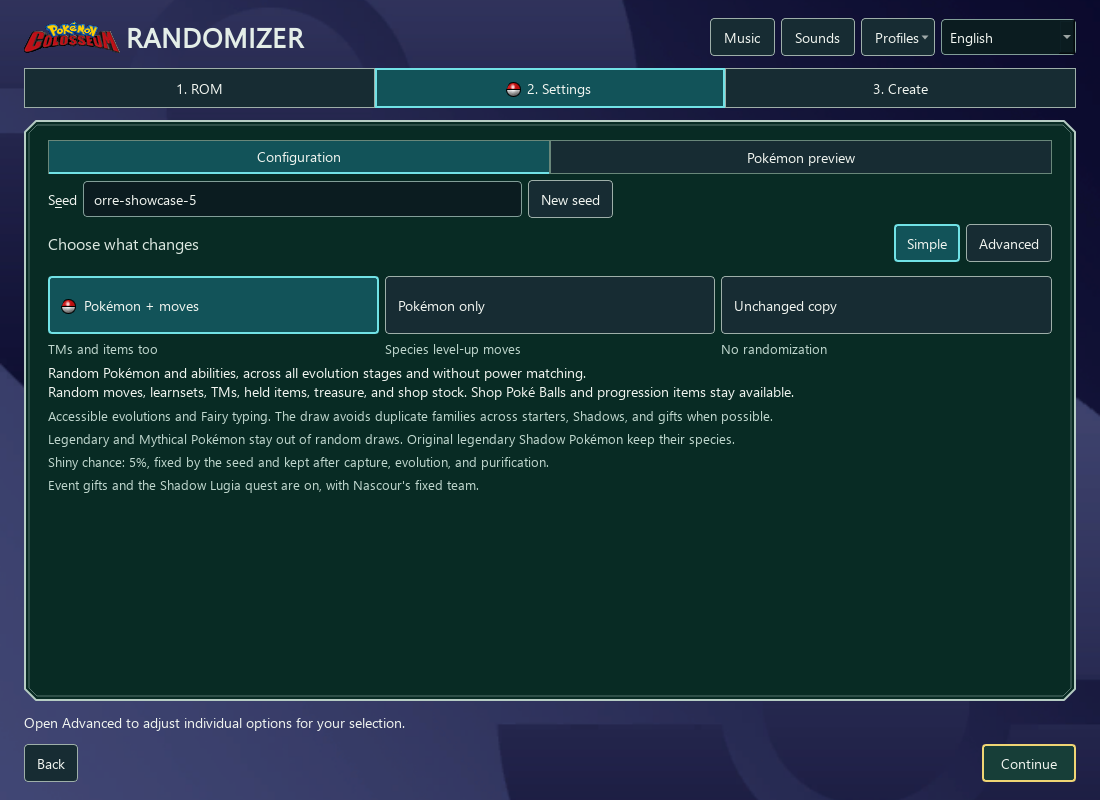 Pokémon
COLOSSEUM
RANDOMIZER
Music
Sounds
Profiles
English
1. ROM
2. Settings
3. Create
Configuration
Pokémon preview
Seed
orre-showcase-5
New seed
Choose what changes
Simple
Advanced
Pokémon + moves
Pokémon only
Unchanged copy
TMs and items too
Species level-up moves
No randomization
Random Pokémon and abilities, across all evolution stages and without power matching.
Random moves, learnsets, TMs, held items, treasure, and shop stock. Shop Poké Balls and progression items stay available.
Accessible evolutions and Fairy typing. The draw avoids duplicate families across starters, Shadows, and gifts when possible.
Legendary and Mythical Pokémon stay out of random draws. Original legendary Shadow Pokémon keep their species.
Shiny chance: 5%, fixed by the seed and kept after capture, evolution, and purification.
Event gifts and the Shadow Lugia quest are on, with Nascour's fixed team.
Open Advanced to adjust individual options for your selection.
Back
Continue